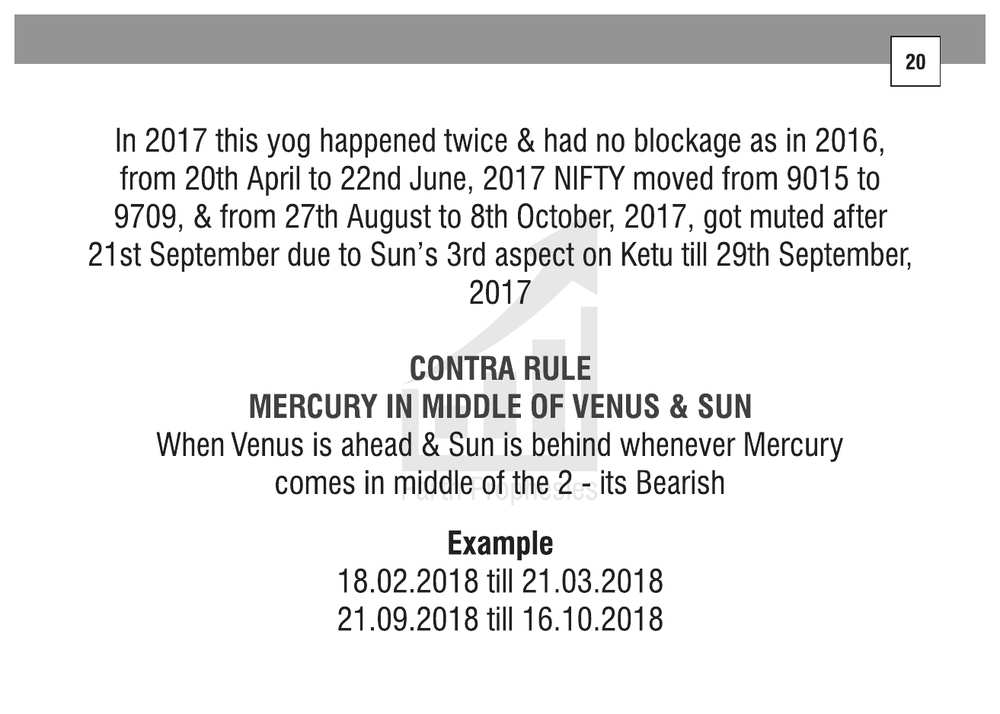 20
In 2017 this yog happened twice & had no blockage as in 2016,
from 20th April to 22nd June, 2017 NIFTY moved from 9015 to
9709, & from 27th August to 8th October, 2017, got muted after
21st September due to Sun’s 3rd aspect on Ketu till 29th September,
2017
CONTRA RULE
MERCURY IN MIDDLE OF VENUS & SUN
When Venus is ahead & Sun is behind whenever Mercury
comes in middle of the 2 - its Bearish
Parth Prophesies
Example
18.02.2018 till 21.03.2018
21.09.2018 till 16.10.2018